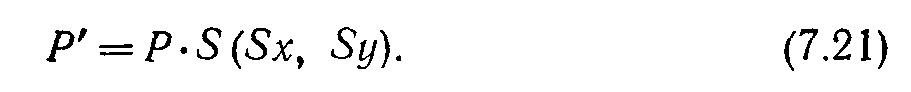 P′ = P·S (Sx, Sy). (7.21)